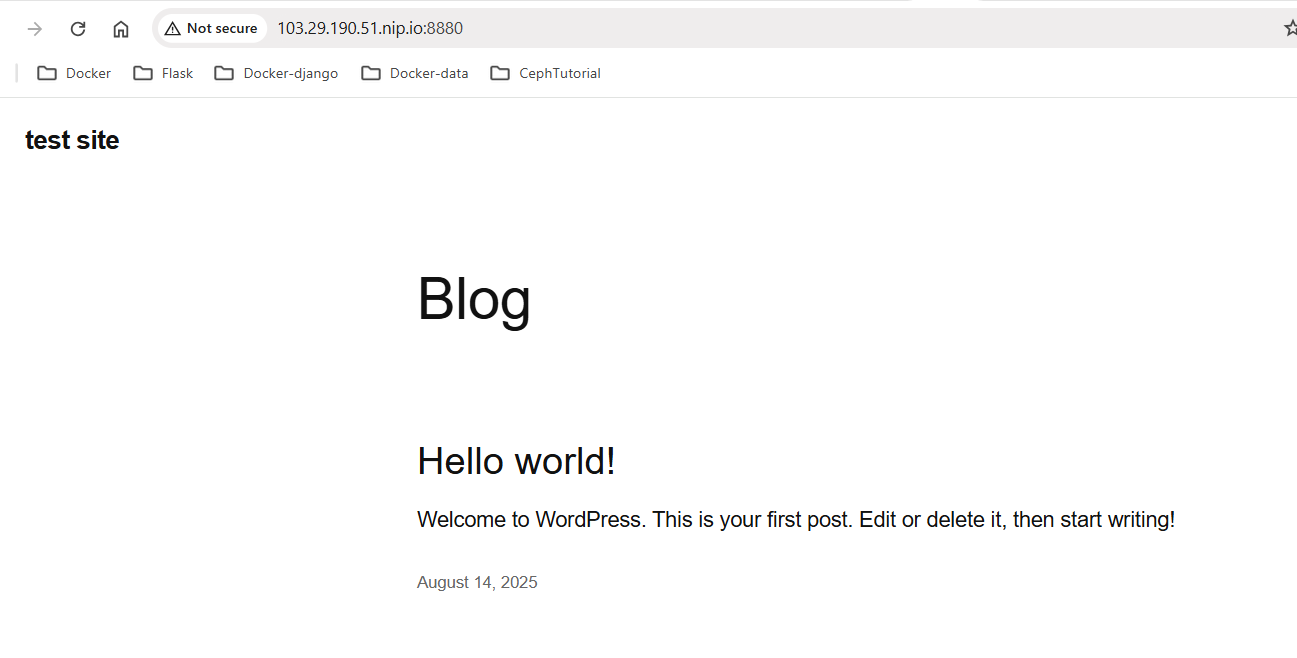 Not secure 103.29.190.51.nip.io:8880
Docker Flask Docker-django Docker-data CephTutorial
test site
Blog
Hello world!
Welcome to WordPress. This is your first post. Edit or delete it, then start writing!
August 14, 2025